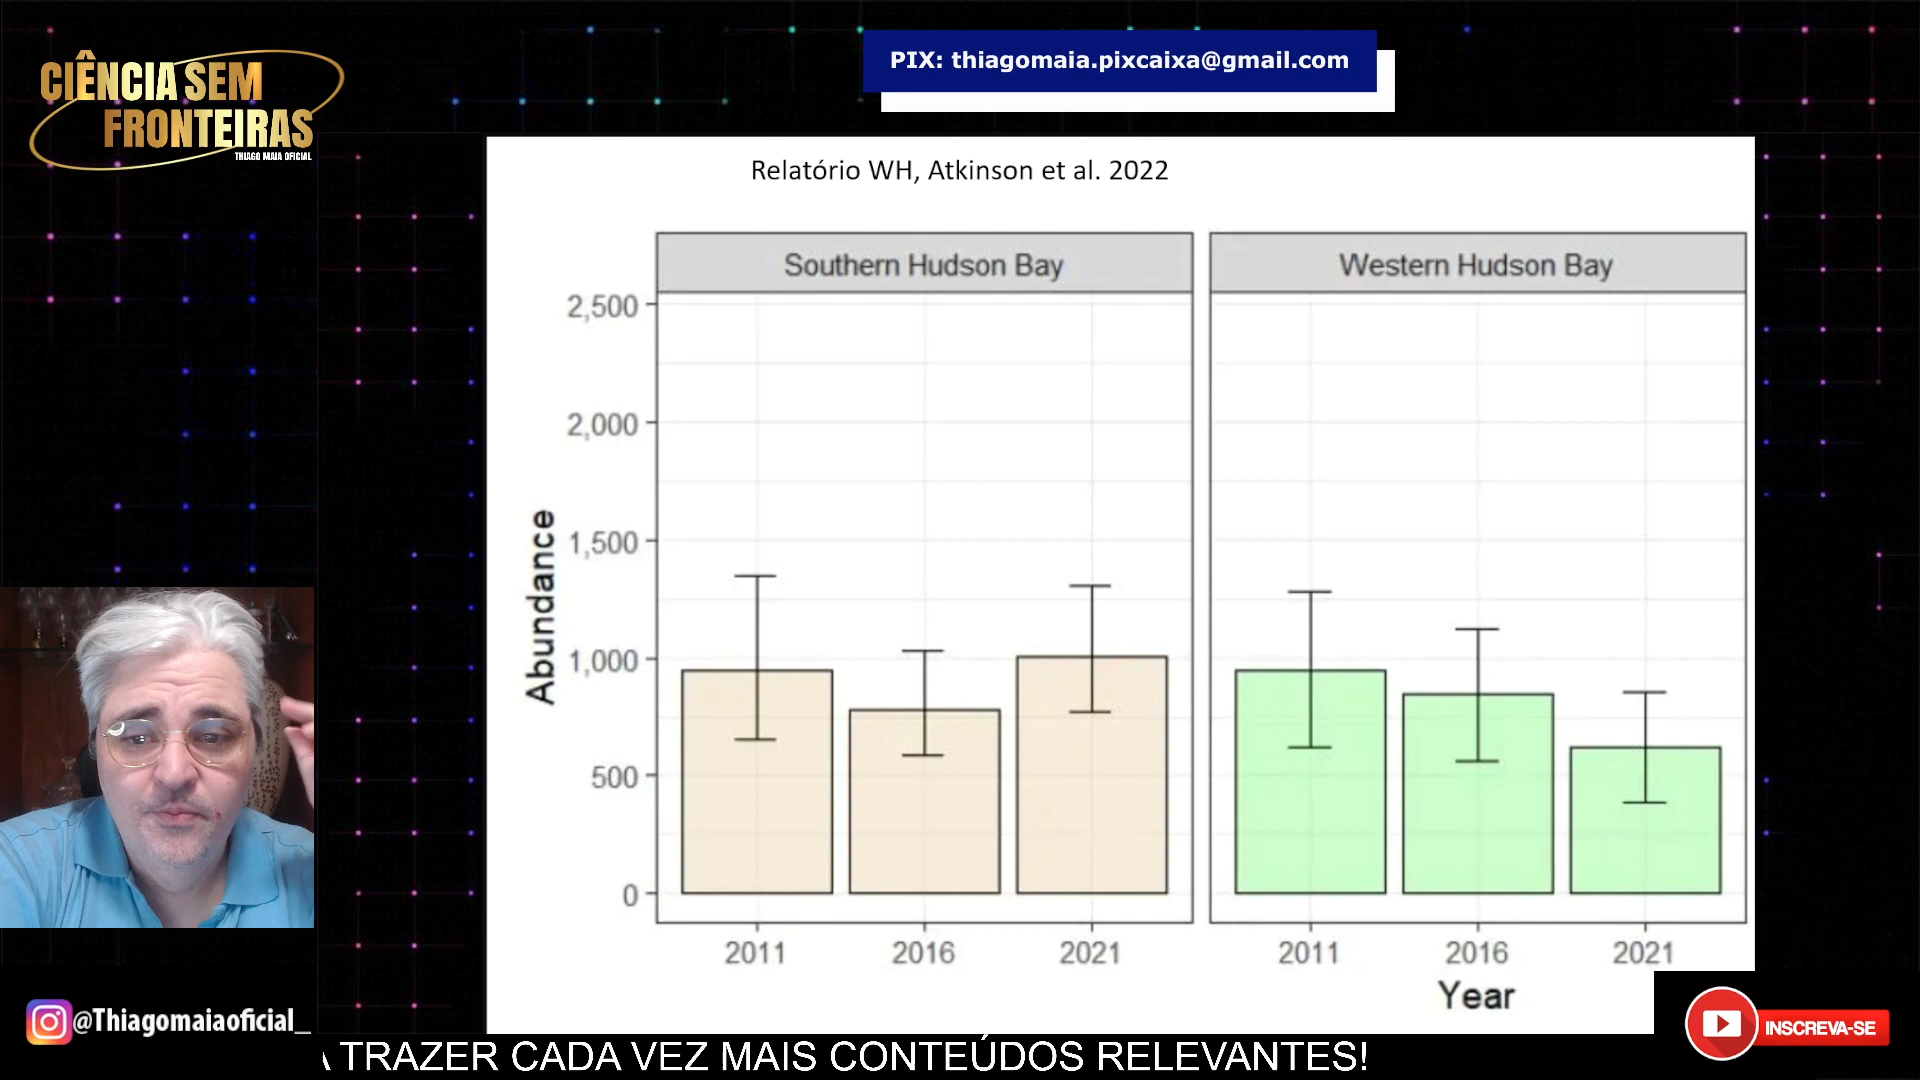 CIÊNCIA SEM
FRONTEIRAS
THIAGO MAIA OFICIAL
PIX: thiagomaia.pixcaixa@gmail.com
Relatório WH, Atkinson et al. 2022
Southern Hudson Bay
Western Hudson Bay
2,500
2,000
1,500
1,000
500
0
Abundance
2011 2016 2021
2011 2016 2021
Year
@Thiagomaiaoficial_
INSCREVA-SE
TRAZER CADA VEZ MAIS CONTEÚDOS RELEVANTES!